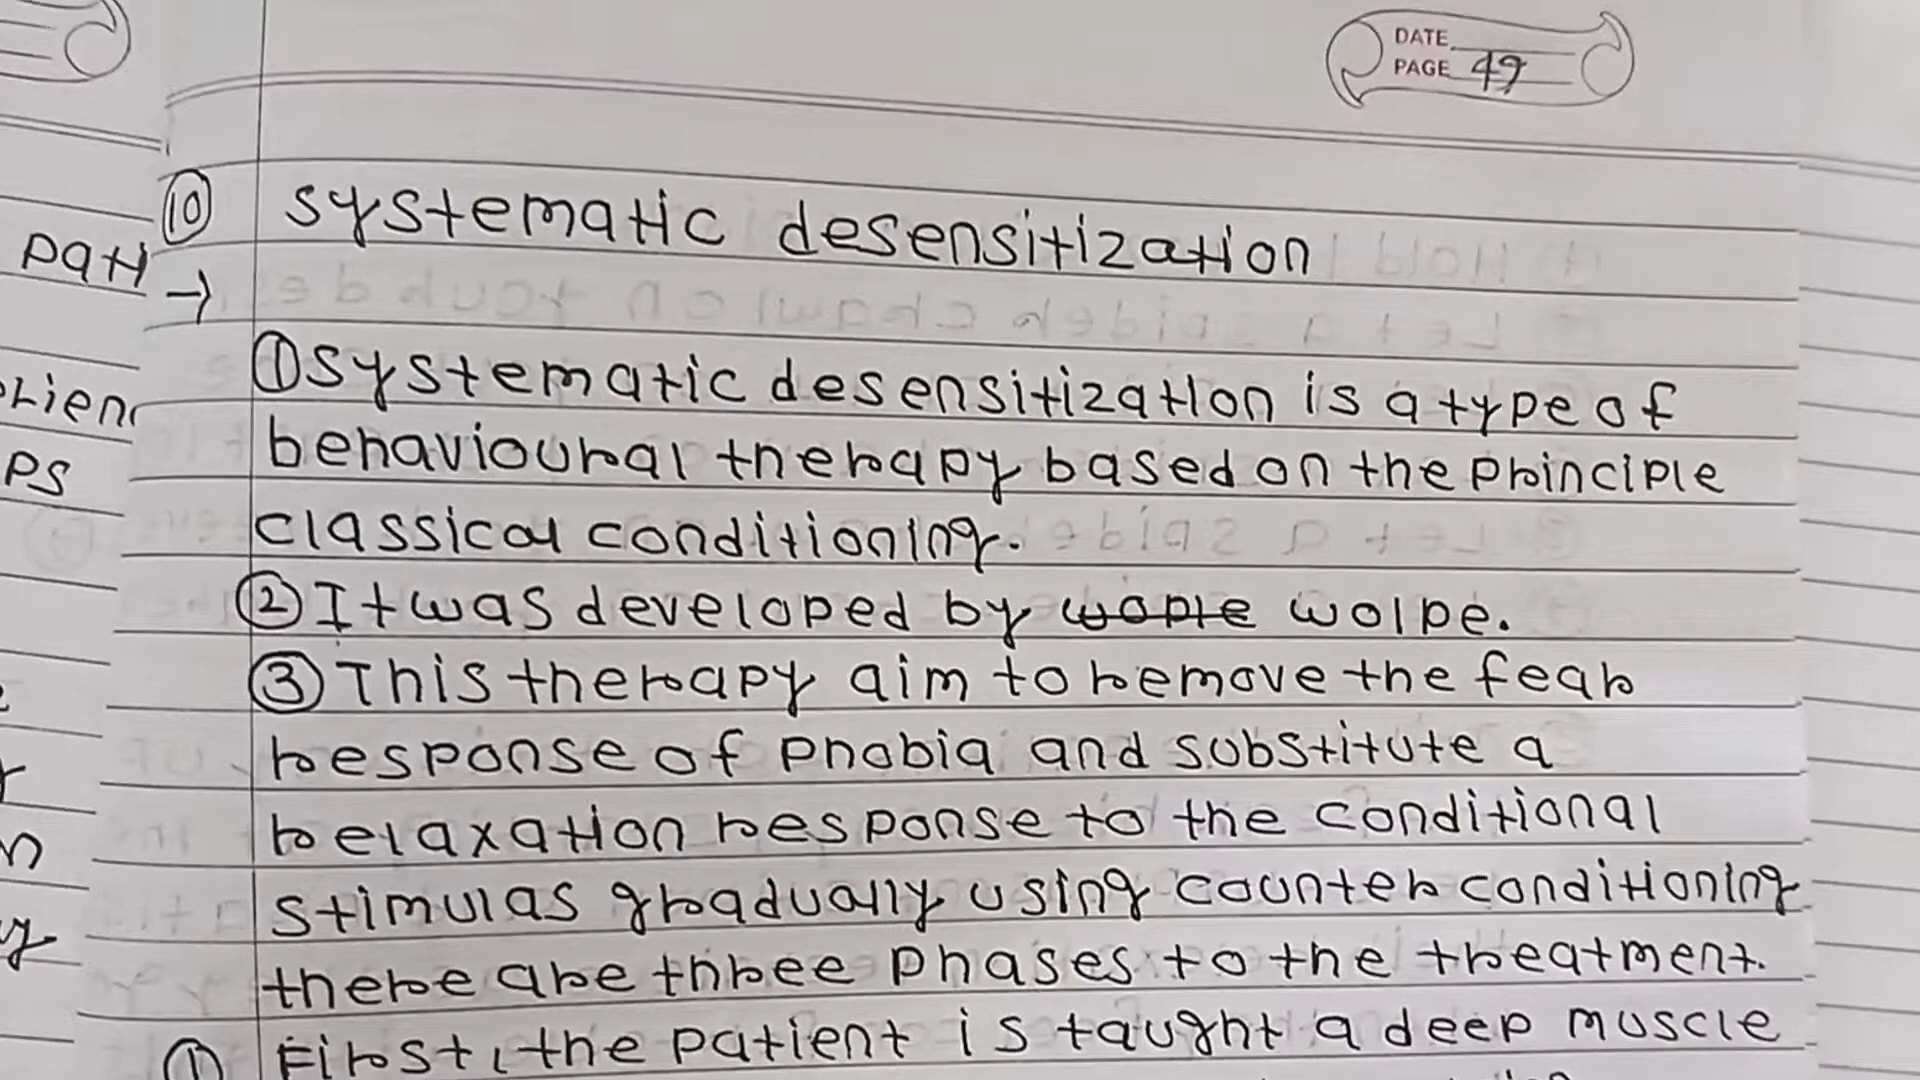 DATE
PAGE 49
10 systematic desensitization
→
① systematic desensitization is a type of
behavioural therapy based on the principle
classical conditioning.
② It was developed by wople wolpe.
③ This therapy aim to remove the fear
response of phobia and substitute a
relaxation response to the conditional
stimulas gradually using counter conditioning
there are three phases to the treatment.
① First, the patient is taught a deep muscle
pati
PS